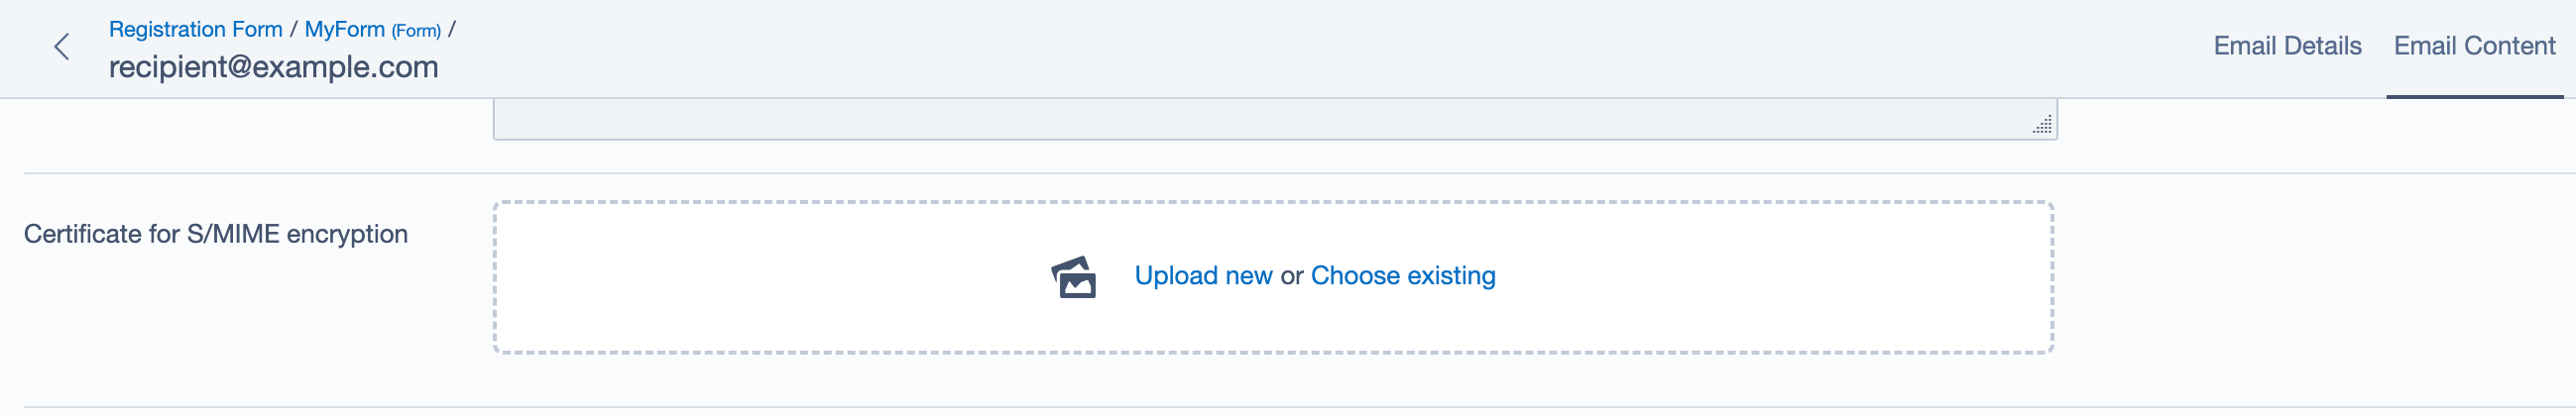 Registration Form / MyForm (Form) /
recipient@example.com
Email Details
Email Content
Certificate for S/MIME encryption
Upload new or Choose existing